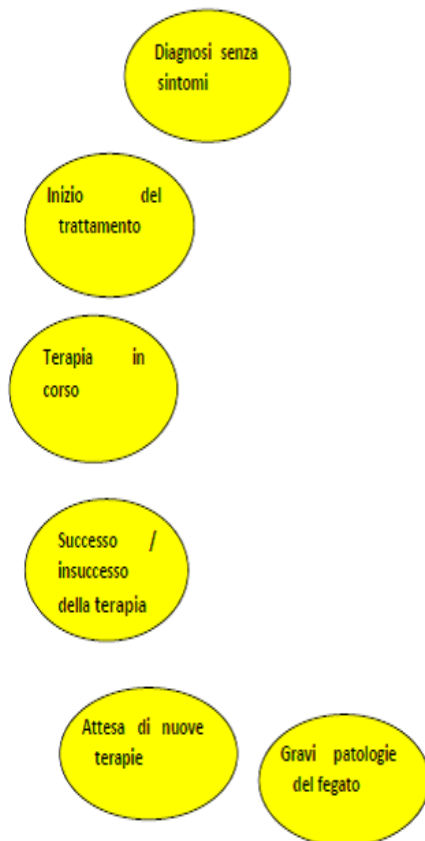 Diagnosi senza
sintomi
Inizio del
trattamento
Terapia in
corso
Successo /
insuccesso
della terapia
Attesa di nuove
terapie
Gravi patologie
del fegato